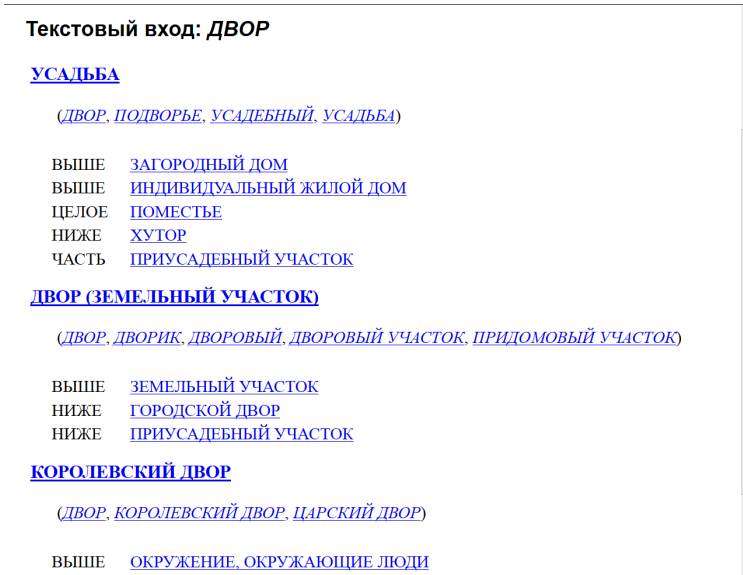 Текстовый вход: ДВОР
УСАДЬБА
(ДВОР, ПОДВОРЬЕ, УСАДЕБНЫЙ, УСАДЬБА)
ВЫШЕ ЗАГОРОДНЫЙ ДОМ
ВЫШЕ ИНДИВИДУАЛЬНЫЙ ЖИЛОЙ ДОМ
ЦЕЛОЕ ПОМЕСТЬЕ
НИЖЕ ХУТОР
ЧАСТЬ ПРИУСАДЕБНЫЙ УЧАСТОК
ДВОР (ЗЕМЕЛЬНЫЙ УЧАСТОК)
(ДВОР, ДВОРИК, ДВОРОВЫЙ, ДВОРОВЫЙ УЧАСТОК, ПРИДОМОВЫЙ УЧАСТОК)
ВЫШЕ ЗЕМЕЛЬНЫЙ УЧАСТОК
НИЖЕ ГОРОДСКОЙ ДВОР
НИЖЕ ПРИУСАДЕБНЫЙ УЧАСТОК
КОРОЛЕВСКИЙ ДВОР
(ДВОР, КОРОЛЕВСКИЙ ДВОР, ЦАРСКИЙ ДВОР)
ВЫШЕ ОКРУЖЕНИЕ, ОКРУЖАЮЩИЕ ЛЮДИ